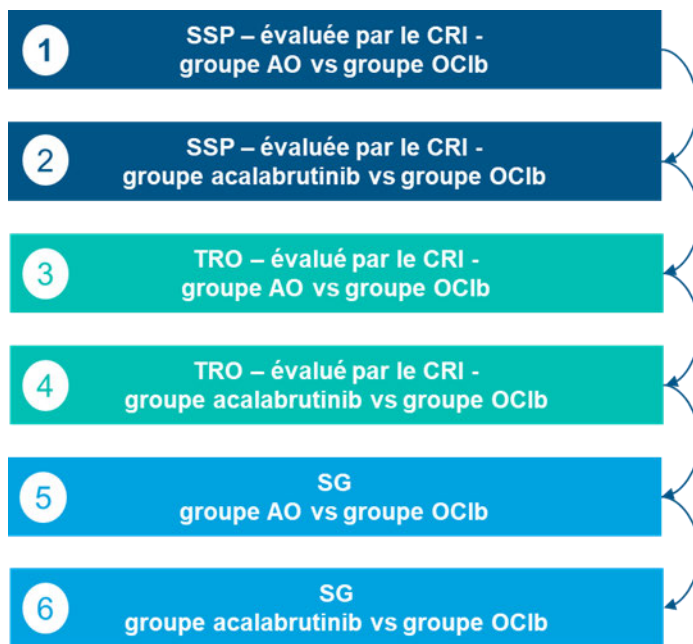 1
SSP – évaluée par le CRI -
groupe AO vs groupe OClb
2
SSP – évaluée par le CRI -
groupe acalabrutinib vs groupe OClb
3
TRO – évalué par le CRI -
groupe AO vs groupe OClb
4
TRO – évalué par le CRI -
groupe acalabrutinib vs groupe OClb
5
SG
groupe AO vs groupe OClb
6
SG
groupe acalabrutinib vs groupe OClb